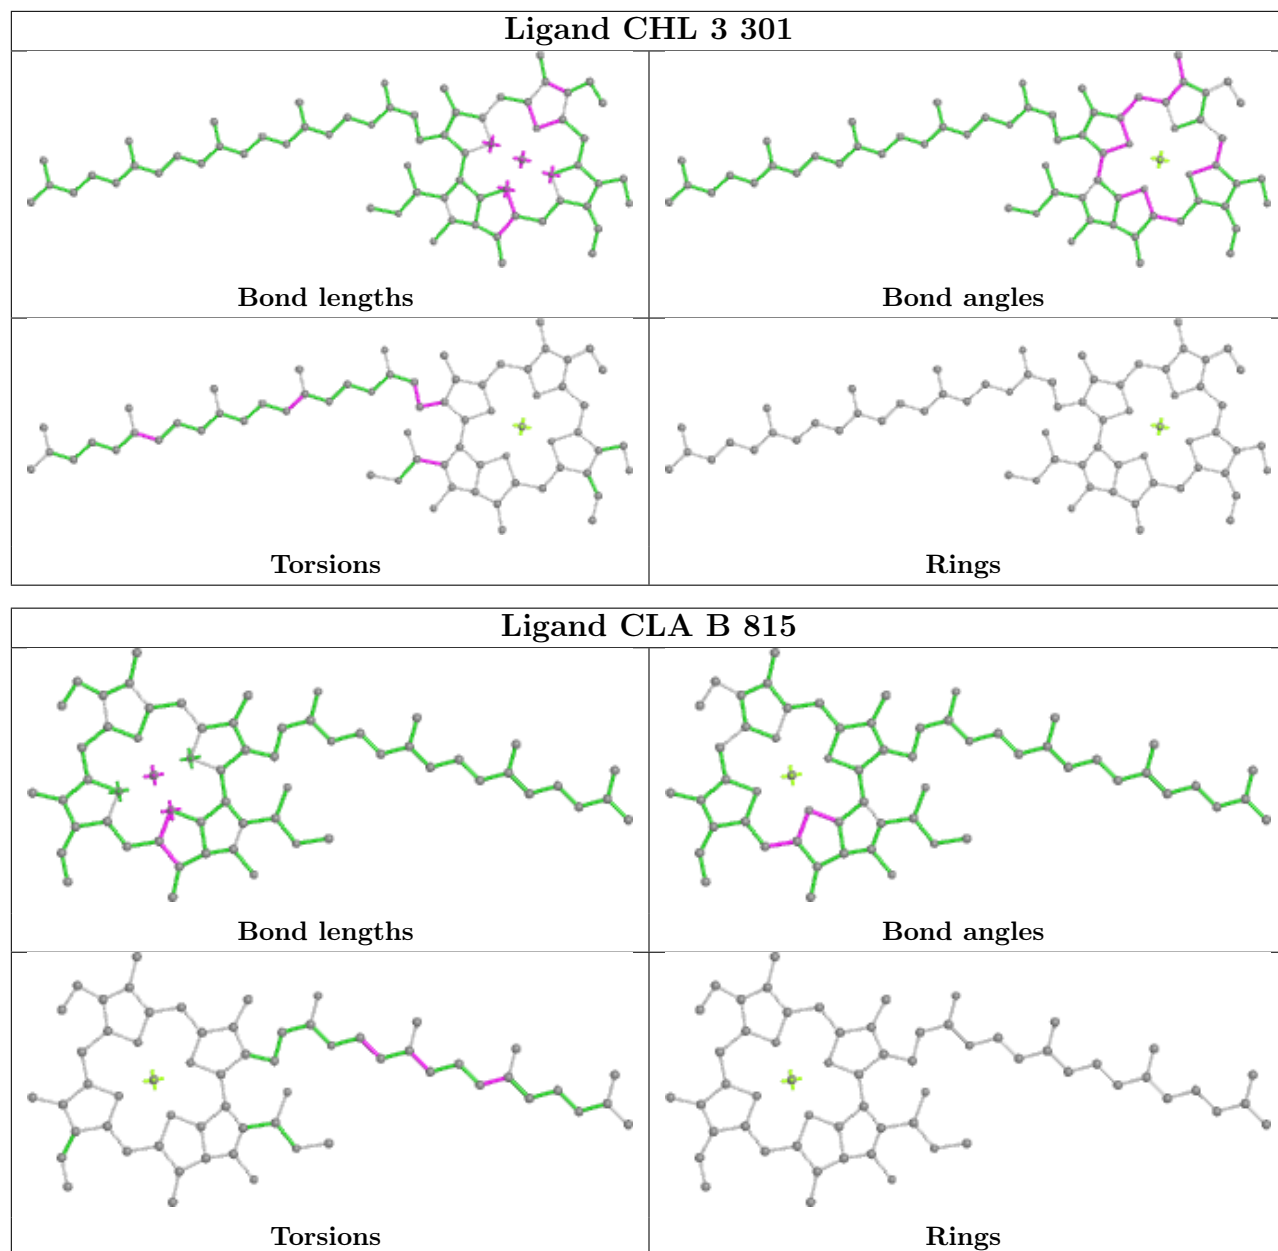 Ligand CHL 3 301
Bond lengths
Bond angles
Torsions
Rings
Ligand CLA B 815
Bond lengths
Bond angles
Torsions
Rings